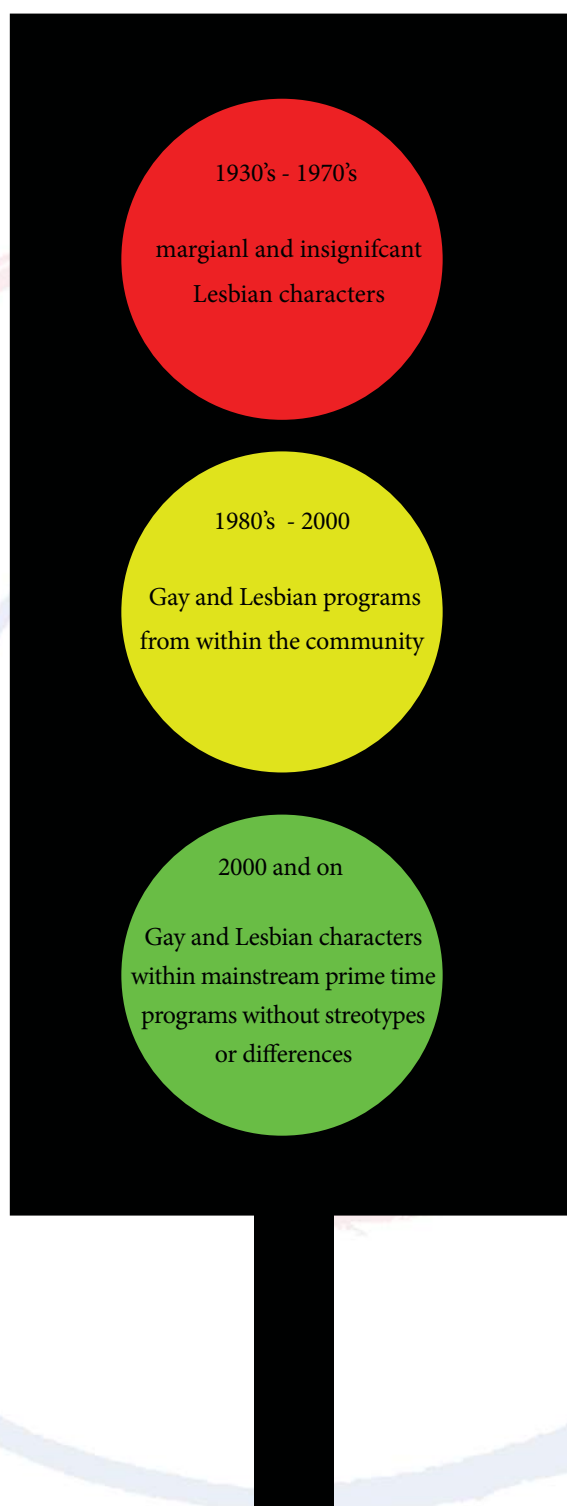 1930’s - 1970’s
margianl and insignifcant
Lesbian characters
1980’s - 2000
Gay and Lesbian programs
from within the community
2000 and on
Gay and Lesbian characters
within mainstream prime time
programs without streotypes
or differences